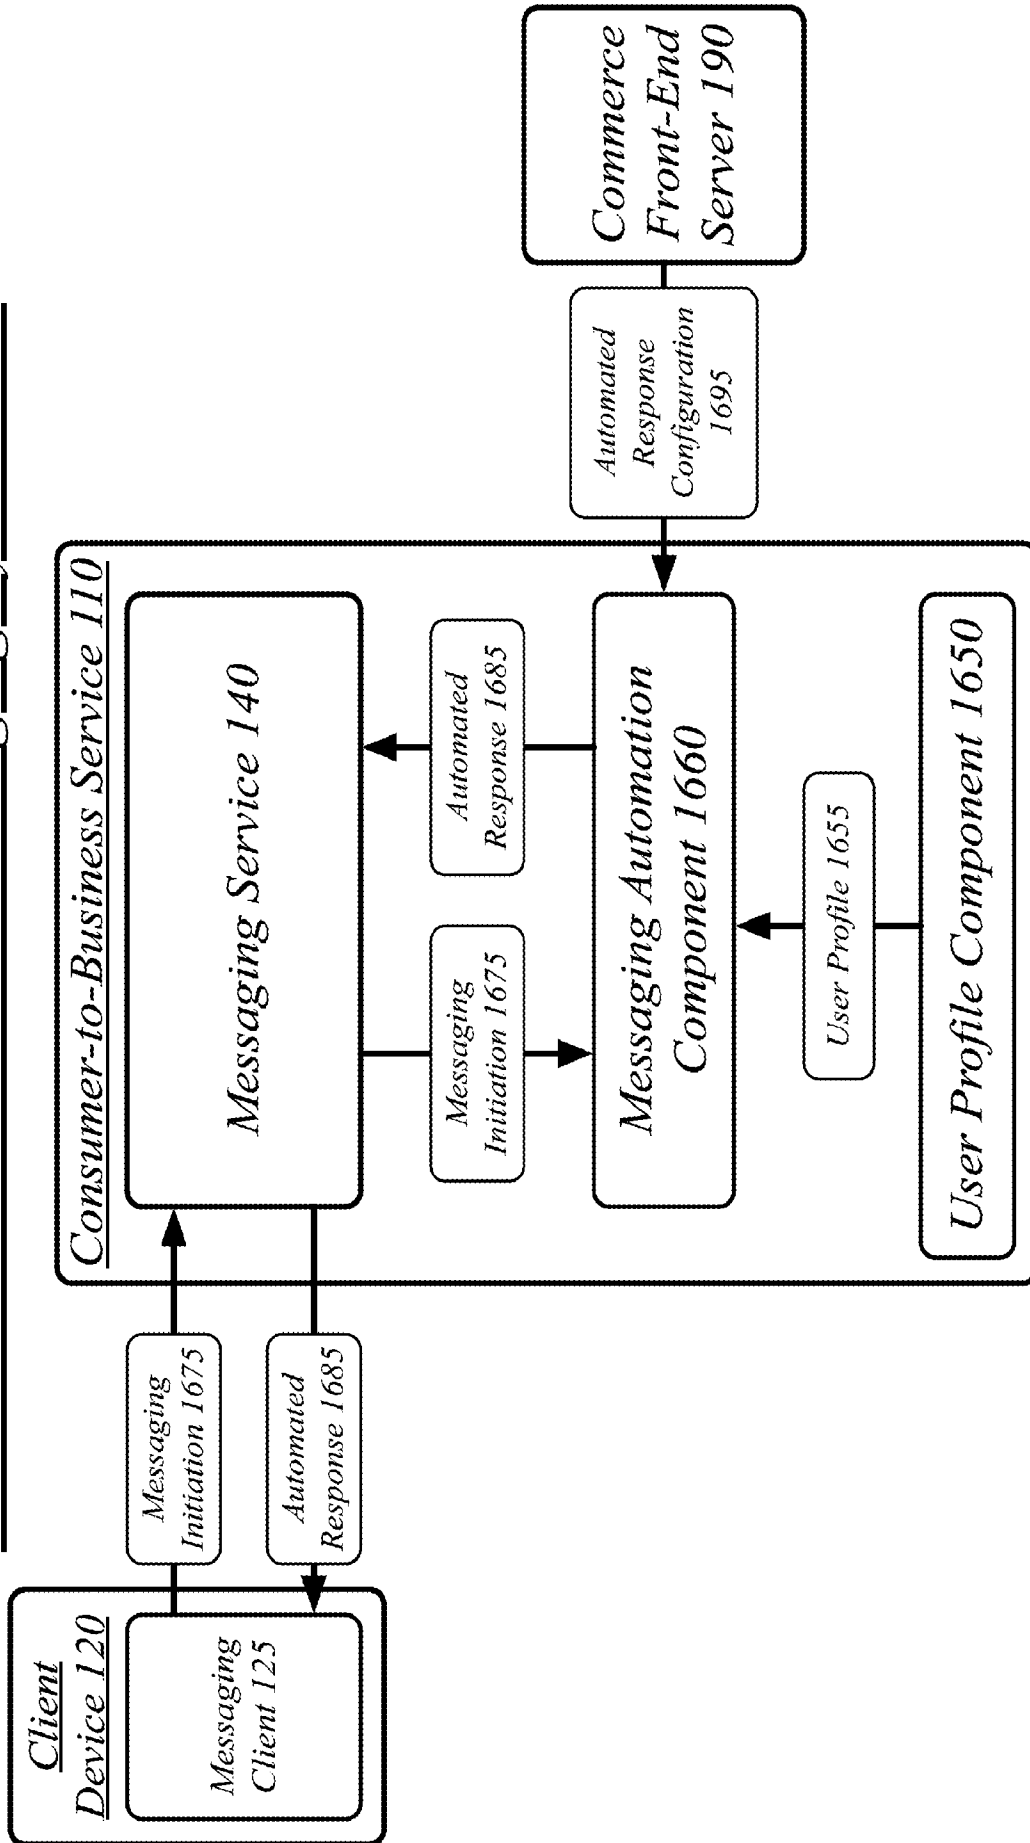 Client
Device 120
Messaging
Client 125
Messaging
Initiation 1675
Automated
Response 1685
Consumer-to-Business Service 110
Messaging Service 140
Messaging
Initiation 1675
Automated
Response 1685
Messaging Automation
Component 1660
User Profile 1655
User Profile Component 1650
Automated
Response
Configuration
1695
Commerce
Front-End
Server 190